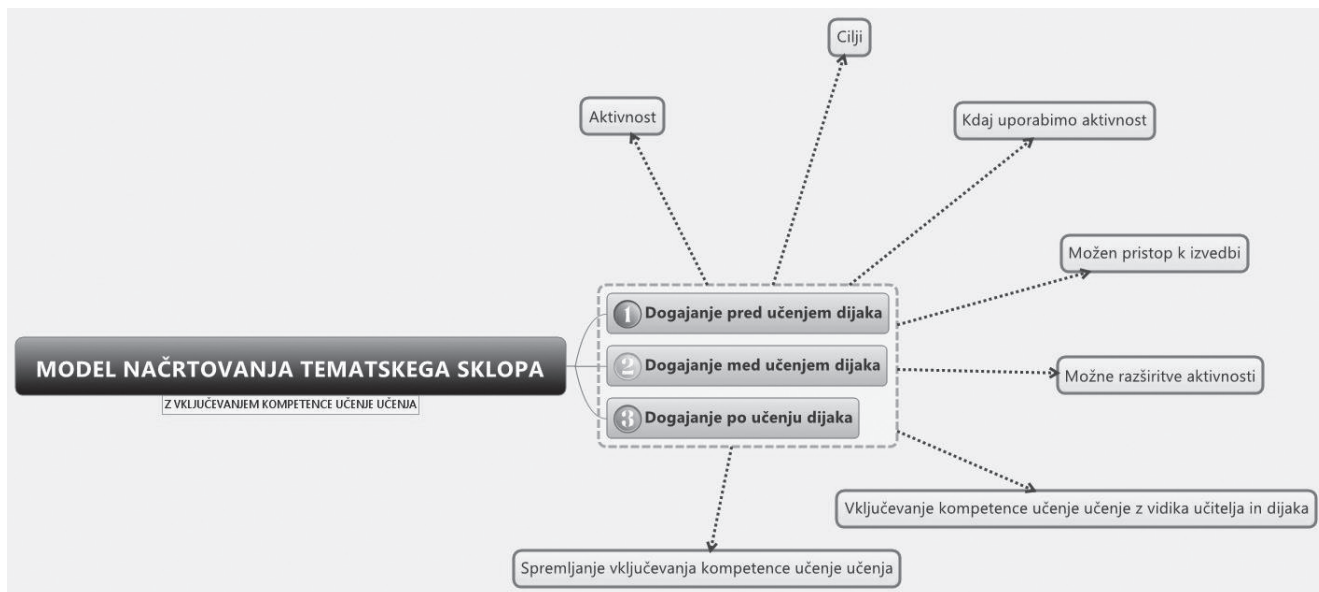 Cilji
Aktivnost
Kdaj uporabimo aktivnost
Možen pristop k izvedbi
1 Dogajanje pred učenjem dijaka
MODEL NAČRTOVANJA TEMATSKEGA SKLOPA
Z VKLJUČEVANJEM KOMPETENCE UČENJE UČENJA
2 Dogajanje med učenjem dijaka
Možne razširitve aktivnosti
3 Dogajanje po učenju dijaka
Vključevanje kompetence učenje učenje z vidika učitelja in dijaka
Spremljanje vključevanja kompetence učenje učenja